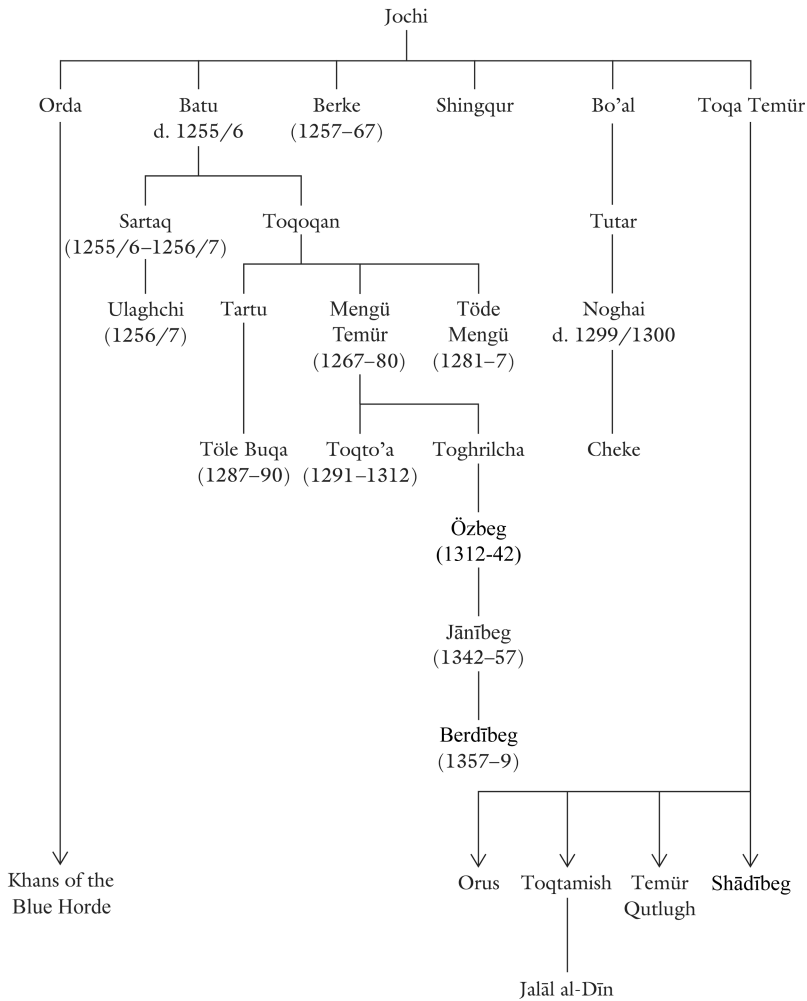 Jochi
Orda
Batu
d. 1255/6
Berke
(1257–67)
Shingqur
Bo’al
Toqa Temür
Sartaq
(1255/6–1256/7)
Toqoqan
Tutar
Ulaghchi
(1256/7)
Tartu
Mengü
Temür
(1267–80)
Töde
Mengü
(1281–7)
Noghai
d. 1299/1300
Töle Buqa
(1287–90)
Toqto’a
(1291–1312)
Toghrilcha
Cheke
Özbeg
(1312-42)
Jānībeg
(1342–57)
Berdībeg
(1357–9)
Khans of the
Blue Horde
Orus
Toqtamish
Temür
Qutlugh
Shādībeg
Jalāl al-Dīn